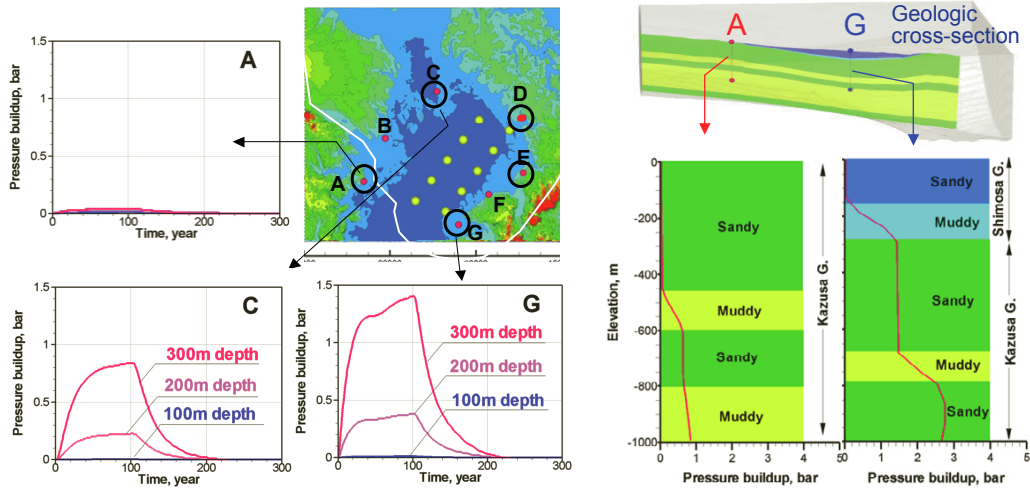 A
Pressure buildup, bar
1.5
1
0.5
0
0
100
200
300
Time, year
C
D
B
E
A
F
G
A G Geologic
cross-section
C
Pressure buildup, bar
1.5
1
0.5
0
0
100
200
300
Time, year
300m depth
200m depth
100m depth
G
Pressure buildup, bar
1.5
1
0.5
0
0
100
200
300
Time, year
300m depth
200m depth
100m depth
Elevation, m
0
-200
-400
-600
-800
-1000
Sandy
Muddy
Sandy
Muddy
Kazusa G.
0 1 2 3 4 5
Pressure buildup, bar
Sandy
Muddy
Sandy
Muddy
Sandy
Shimosa G.
Kazusa G.
0 1 2 3 4 5
Pressure buildup, bar